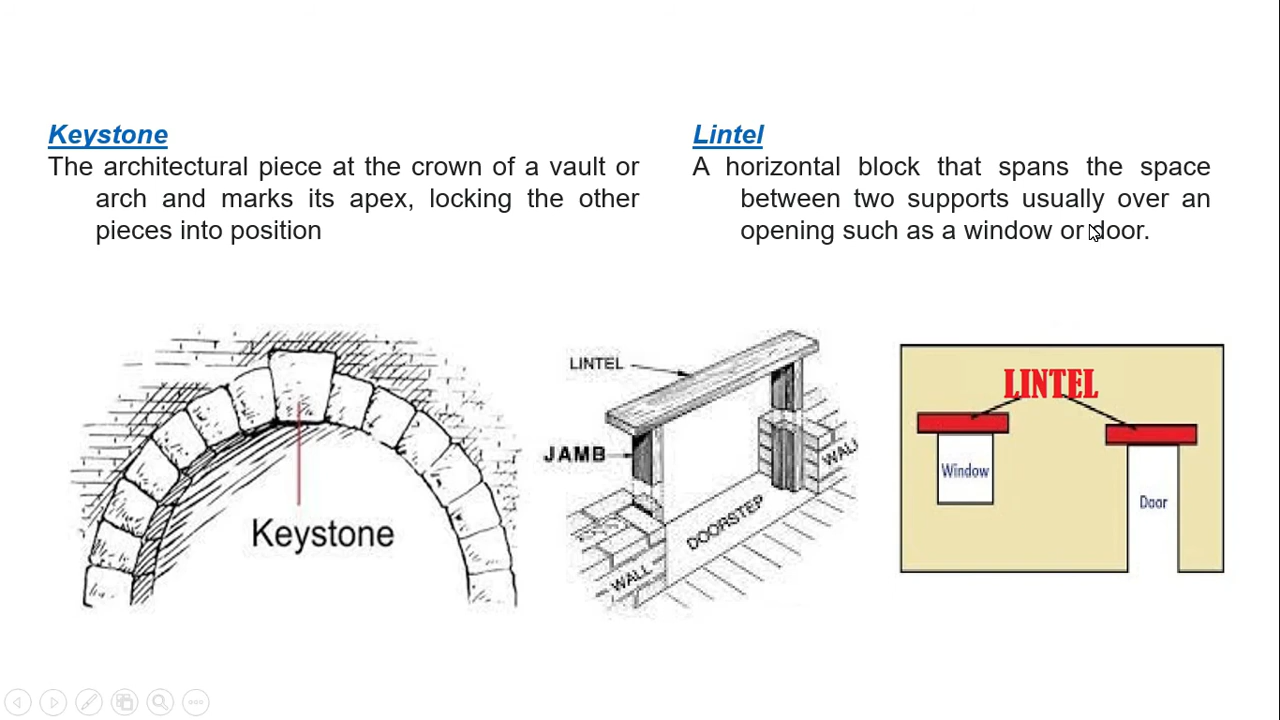 Keystone
The architectural piece at the crown of a vault or
arch and marks its apex, locking the other
pieces into position
Lintel
A horizontal block that spans the space
between two supports usually over an
opening such as a window or door.
Keystone
LINTEL
JAMB
DOORSTEP
WALL
WALL
LINTEL
Window
Door